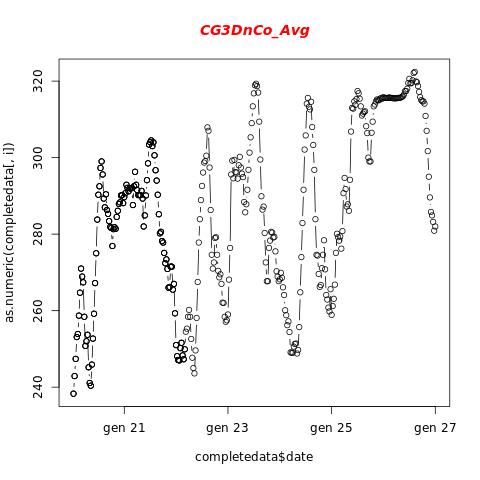 CG3DnCo_Avg
as.numeric(completedata[, i])
320
300
280
260
240
gen 21
gen 23
gen 25
gen 27
completedata$date